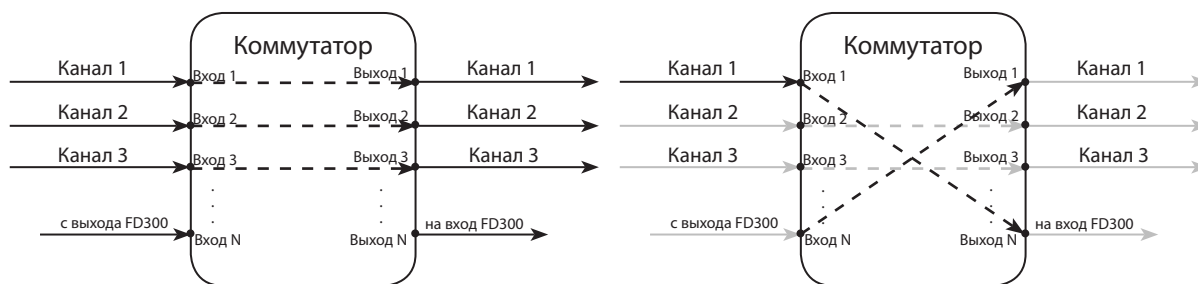 Коммутатор
Канал 1
Вход 1
Выход 1
Канал 1
Канал 2
Вход 2
Выход 2
Канал 2
Канал 3
Вход 3
Выход 3
Канал 3
с выхода FD300
Вход N
Выход N
на вход FD300
Коммутатор
Канал 1
Вход 1
Выход 1
Канал 1
Канал 2
Вход 2
Выход 2
Канал 2
Канал 3
Вход 3
Выход 3
Канал 3
с выхода FD300
Вход N
Выход N
на вход FD300